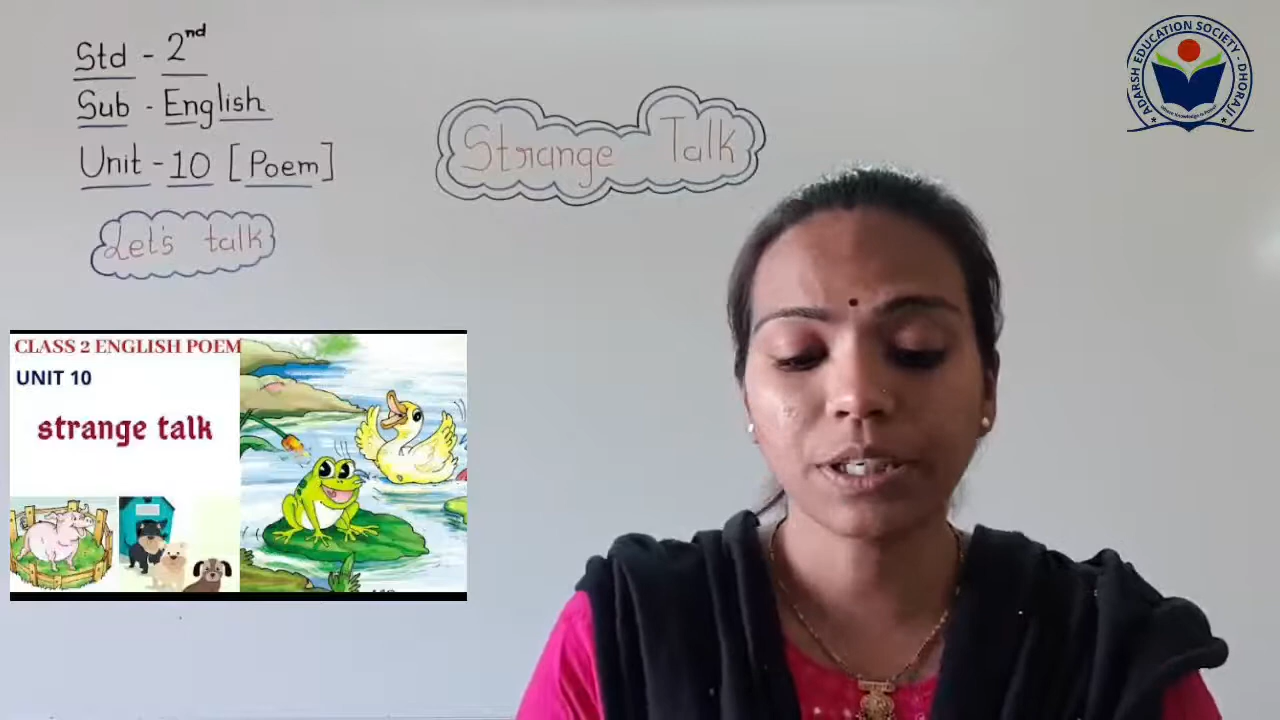 Std - 2nd
Sub - English
Unit - 10 [Poem]
Let's talk
Strange Talk
CLASS 2 ENGLISH POEM
UNIT 10
strange talk
ADARSH EDUCATION SOCIETY - DHORAJI